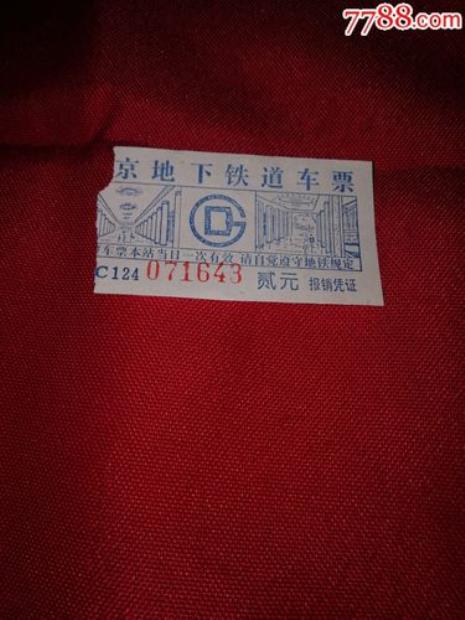 7788.com
京地下铁道车票
车票本站当日一次有效 请自觉遵守地铁规定
C124 071643 贰元 报销凭证